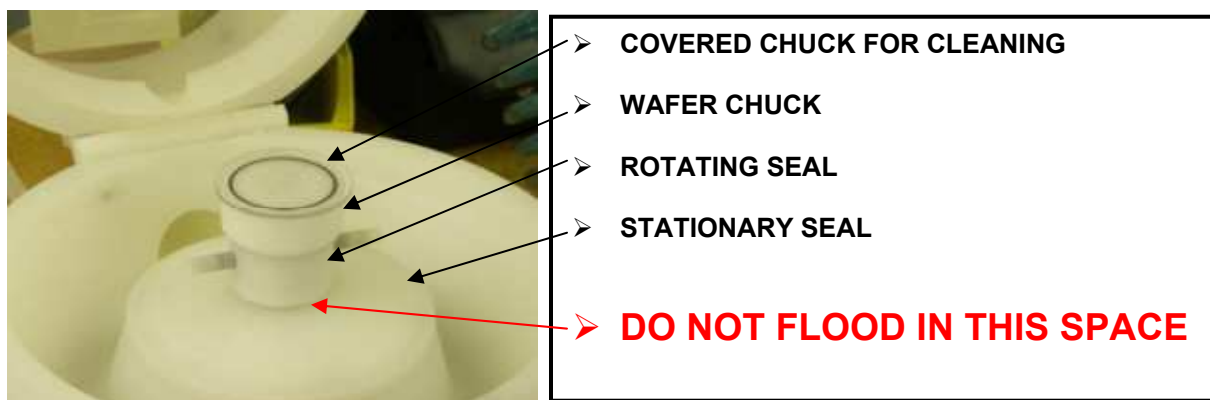 COVERED CHUCK FOR CLEANING
WAFER CHUCK
ROTATING SEAL
STATIONARY SEAL
DO NOT FLOOD IN THIS SPACE